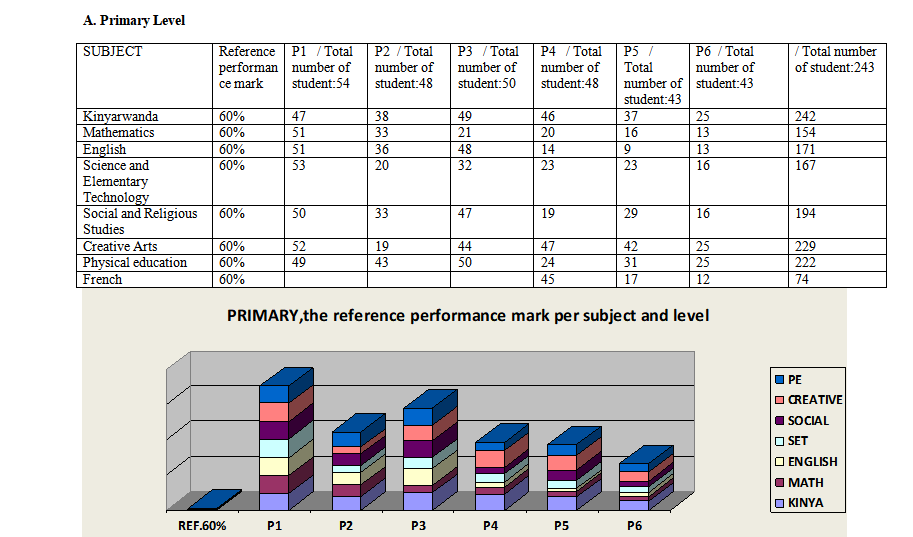 A. Primary Level
SUBJECT Reference performan ce mark P1 / Total number of student:54 P2 / Total number of student:48 P3 / Total number of student:50 P4 / Total number of student:48 P5 / Total number of student:43 P6 / Total number of student:43 / Total number of student:243
Kinyarwanda 60% 47 38 49 46 37 25 242
Mathematics 60% 51 33 21 20 16 13 154
English 60% 51 36 48 14 9 13 171
Science and Elementary Technology 60% 53 20 32 23 23 16 167
Social and Religious Studies 60% 50 33 47 19 29 16 194
Creative Arts 60% 52 19 44 47 42 25 229
Physical education 60% 49 43 50 24 31 25 222
French 60% 45 17 12 74
PRIMARY,the reference performance mark per subject and level
PE
CREATIVE
SOCIAL
SET
ENGLISH
MATH
KINYA
REF.60% P1 P2 P3 P4 P5 P6